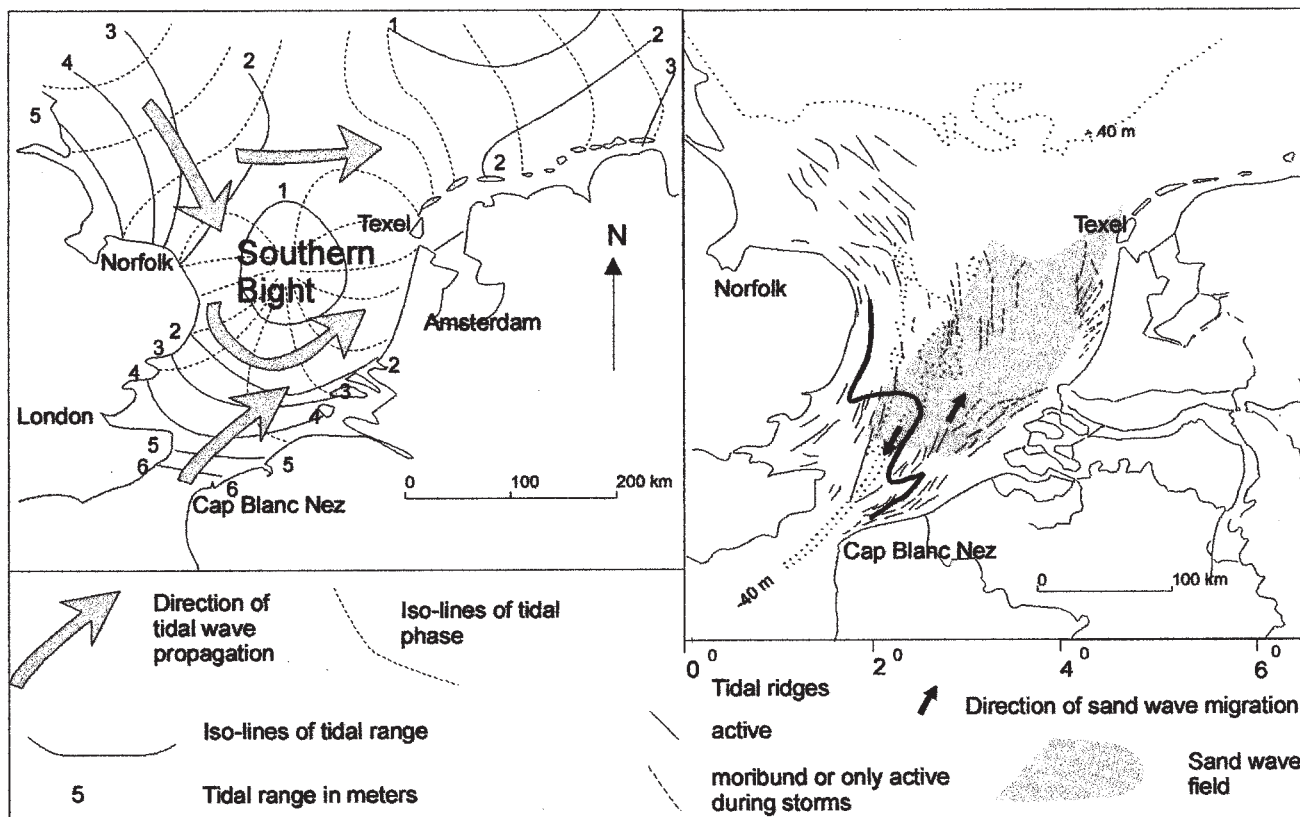 3
4
2
1
2
3
5
2
1
Texel
N
Norfolk
Southern
Bight
Amsterdam
2
3
4
2
3
4
London
5
5
6
6
0 100 200 km
Cap Blanc Nez
Direction of
tidal wave
propagation
Iso-lines of tidal
phase
Iso-lines of tidal range
5 Tidal range in meters
- 40 m
Texel
Norfolk
Cap Blanc Nez
-40 m
0 100 km
0 0 2 0 4 0 6 0
Tidal ridges
active
moribund or only active
during storms
Direction of sand wave migration
Sand wave
field